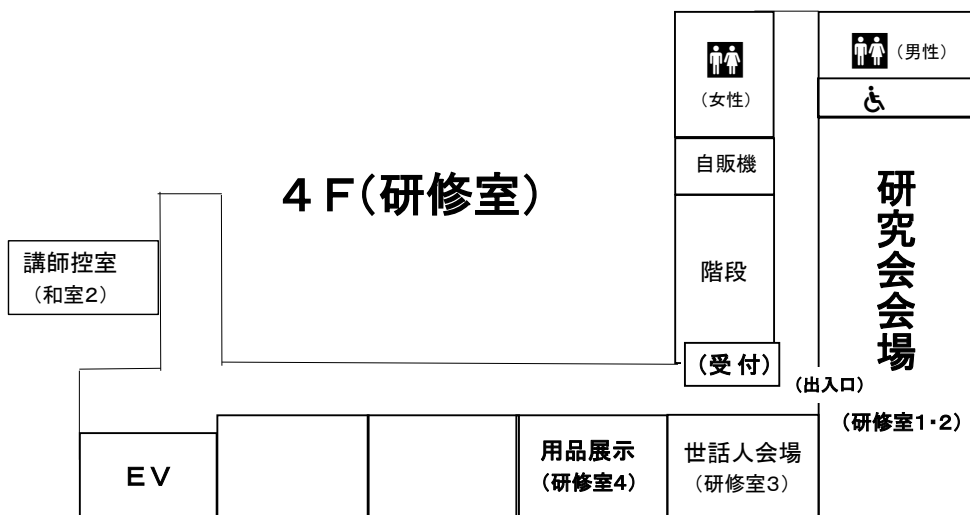 （男性）
（女性）
自販機
４Ｆ（研修室）
研究会会場
講師控室
（和室２）
階段
（受 付）
（出入口）
（研修室１・２）
ＥＶ
用品展示
（研修室４）
世話人会場
（研修室３）